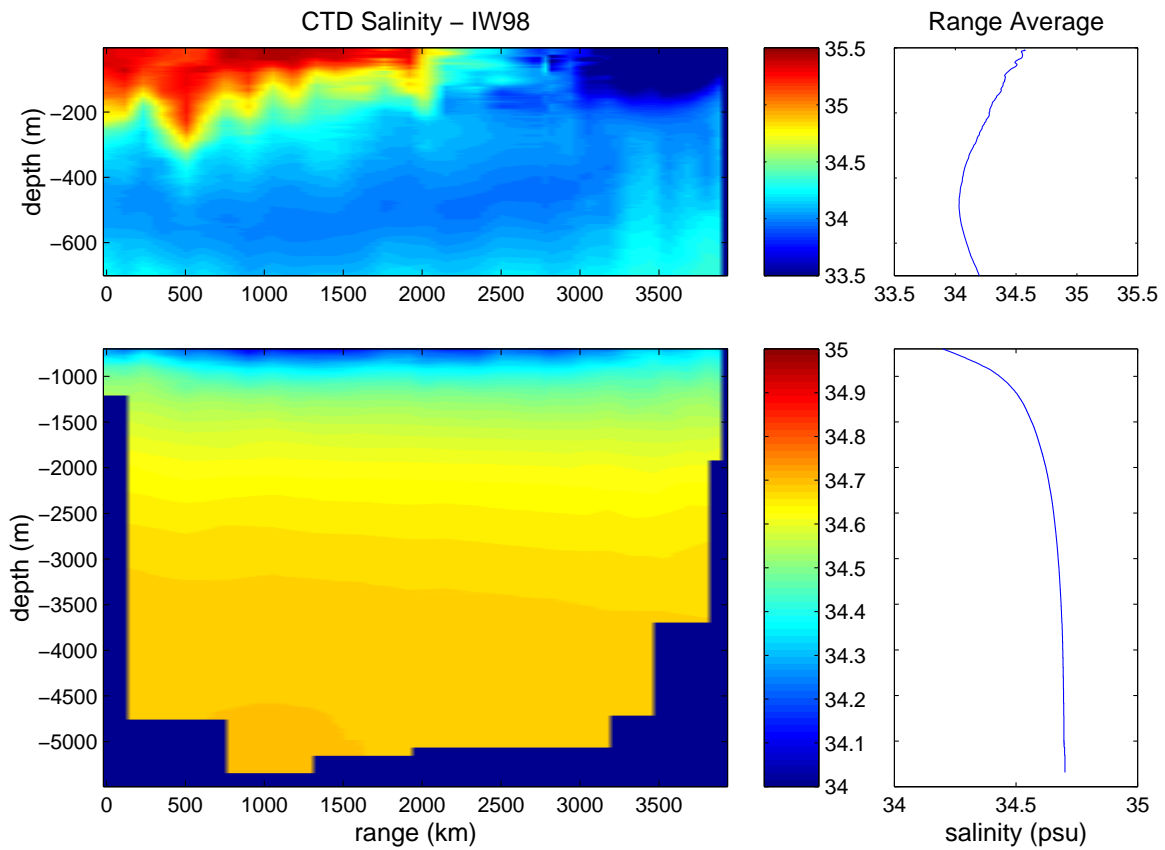 CTD Salinity − IW98
Range Average
depth (m)
−200
−400
−600
0 500 1000 1500 2000 2500 3000 3500
35.5
35
34.5
34
33.5
33.5 34 34.5 35 35.5
depth (m)
−1000
−1500
−2000
−2500
−3000
−3500
−4000
−4500
−5000
0 500 1000 1500 2000 2500 3000 3500
range (km)
35
34.9
34.8
34.7
34.6
34.5
34.4
34.3
34.2
34.1
34
34 34.5 35
salinity (psu)